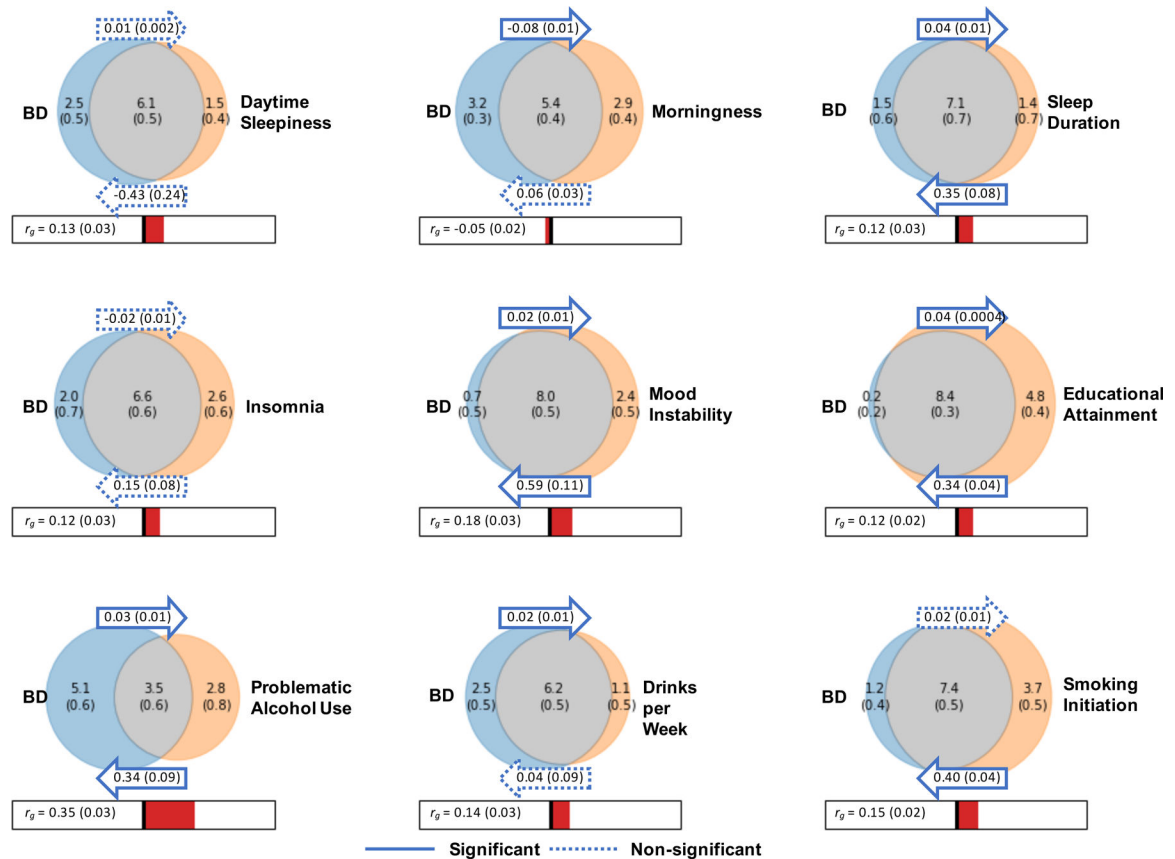 0.01 (0.002)
BD
2.5
(0.5)
6.1
(0.5)
1.5
(0.4)
Daytime
Sleepiness
-0.43 (0.24)
rg = 0.13 (0.03)
-0.08 (0.01)
BD
3.2
(0.3)
5.4
(0.4)
2.9
(0.4)
Morningness
0.06 (0.03)
rg = -0.05 (0.02)
0.04 (0.01)
BD
1.5
(0.6)
7.1
(0.7)
1.4
(0.7)
Sleep
Duration
0.35 (0.08)
rg = 0.12 (0.03)
-0.02 (0.01)
BD
2.0
(0.7)
6.6
(0.6)
2.6
(0.6)
Insomnia
0.15 (0.08)
rg = 0.12 (0.03)
0.02 (0.01)
BD
0.7
(0.5)
8.0
(0.5)
2.4
(0.5)
Mood
Instability
0.59 (0.11)
rg = 0.18 (0.03)
0.04 (0.0004)
BD
0.2
(0.2)
8.4
(0.3)
4.8
(0.4)
Educational
Attainment
0.34 (0.04)
rg = 0.12 (0.02)
0.03 (0.01)
BD
5.1
(0.6)
3.5
(0.6)
2.8
(0.8)
Problematic
Alcohol Use
0.34 (0.09)
rg = 0.35 (0.03)
0.02 (0.01)
BD
2.5
(0.5)
6.2
(0.5)
1.1
(0.5)
Drinks
per
Week
0.04 (0.09)
rg = 0.14 (0.03)
0.02 (0.01)
BD
1.2
(0.4)
7.4
(0.5)
3.7
(0.5)
Smoking
Initiation
0.40 (0.04)
rg = 0.15 (0.02)
Significant
Non-significant